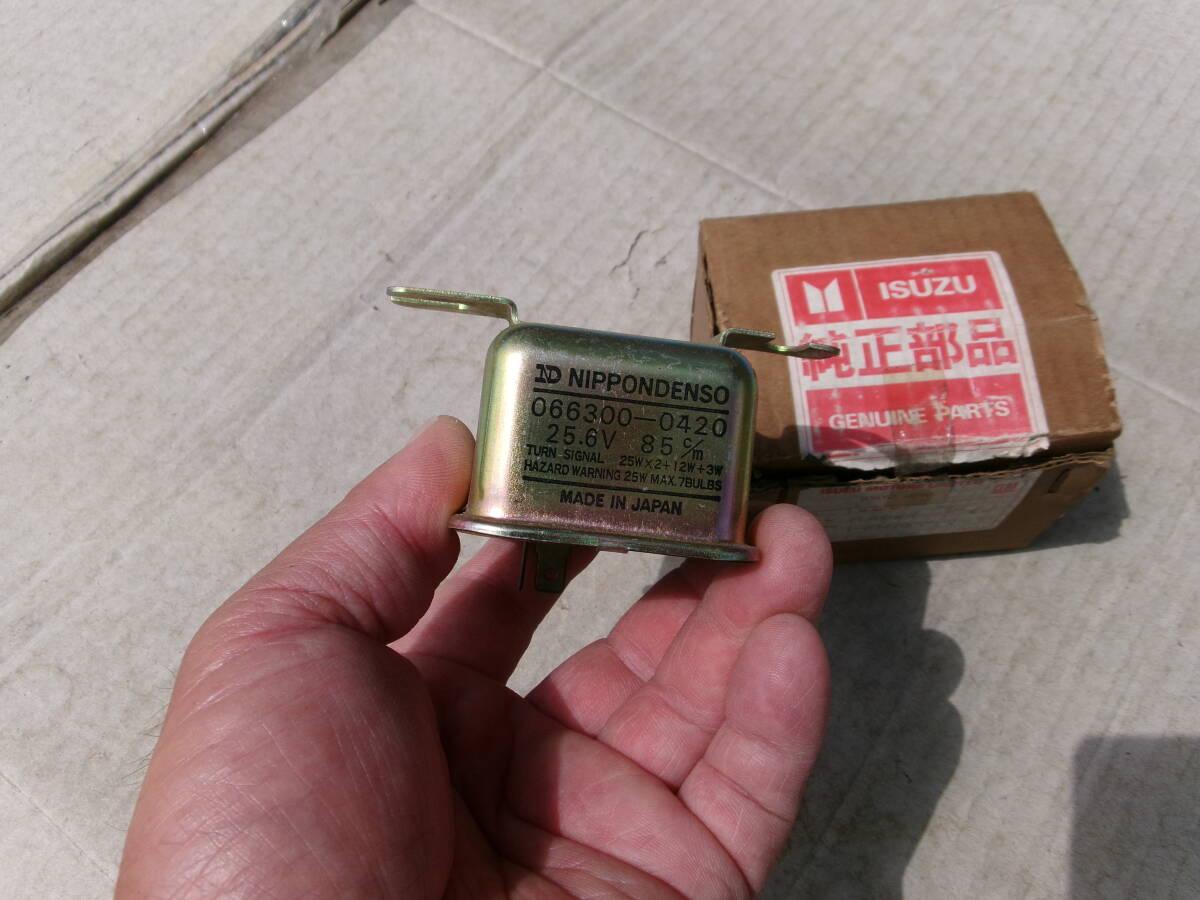 ND NIPPONDENSO
066300-0420
25.6V 85 c/m
TURN SIGNAL 25W×2+12W+3W
HAZARD WARNING 25W MAX. 7BULBS
MADE IN JAPAN
ISUZU
純正部品
GENUINE PARTS